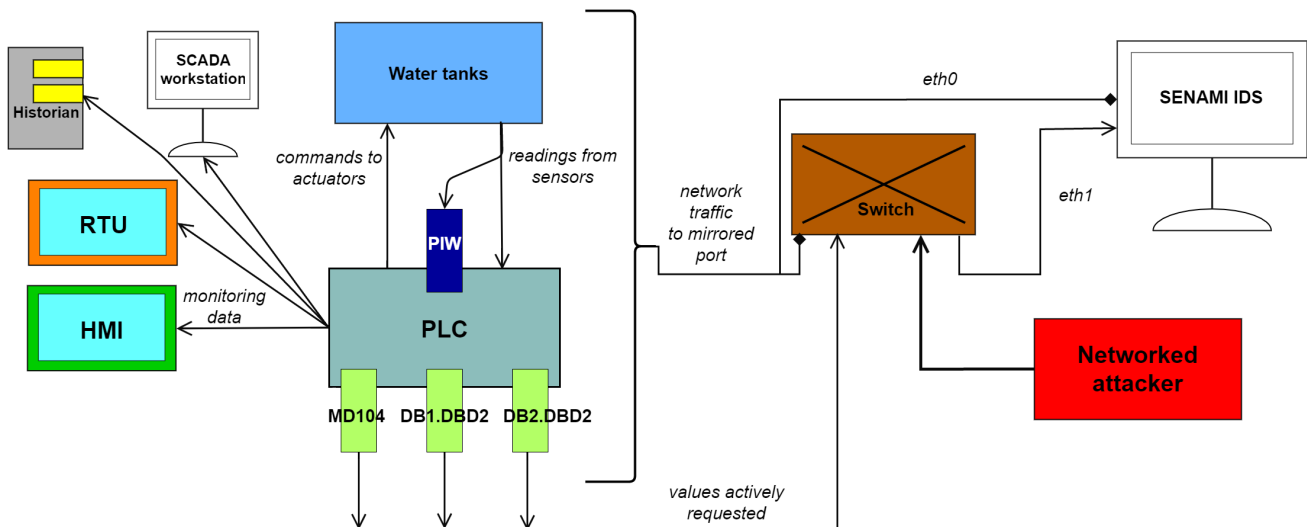 Historian
SCADA
workstation
Water tanks
commands to
actuators
readings from
sensors
RTU
HMI
monitoring
data
PIW
PLC
MD104
DB1.DBD2
DB2.DBD2
network
traffic
to mirrored
port
eth0
Switch
eth1
SENAMI IDS
Networked
attacker
values actively
requested